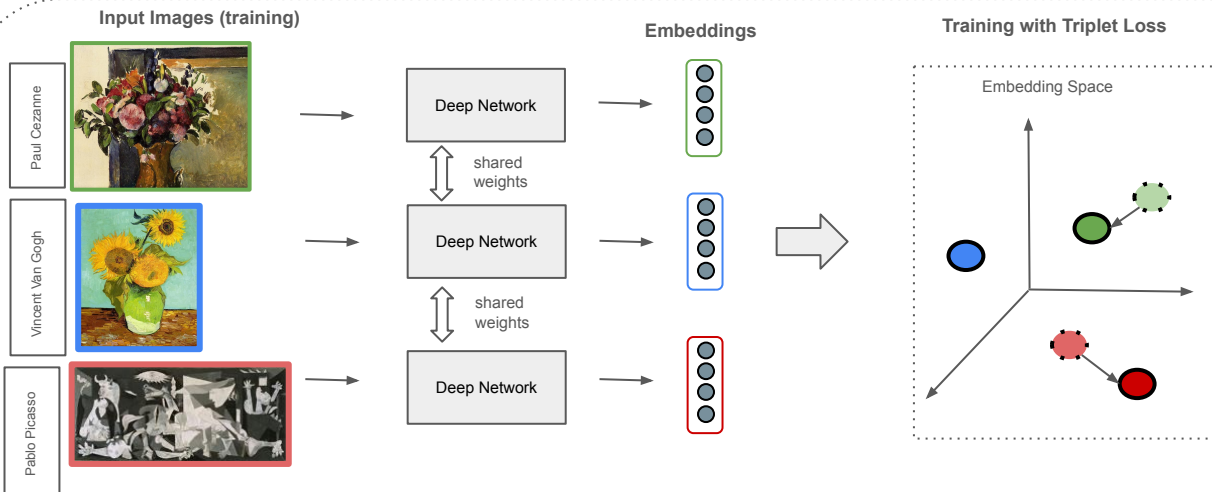 Input Images (training)
Embeddings
Training with Triplet Loss
Paul Cezanne
Deep Network
Embedding Space
shared
weights
Vincent Van Gogh
Deep Network
shared
weights
Pablo Picasso
Deep Network